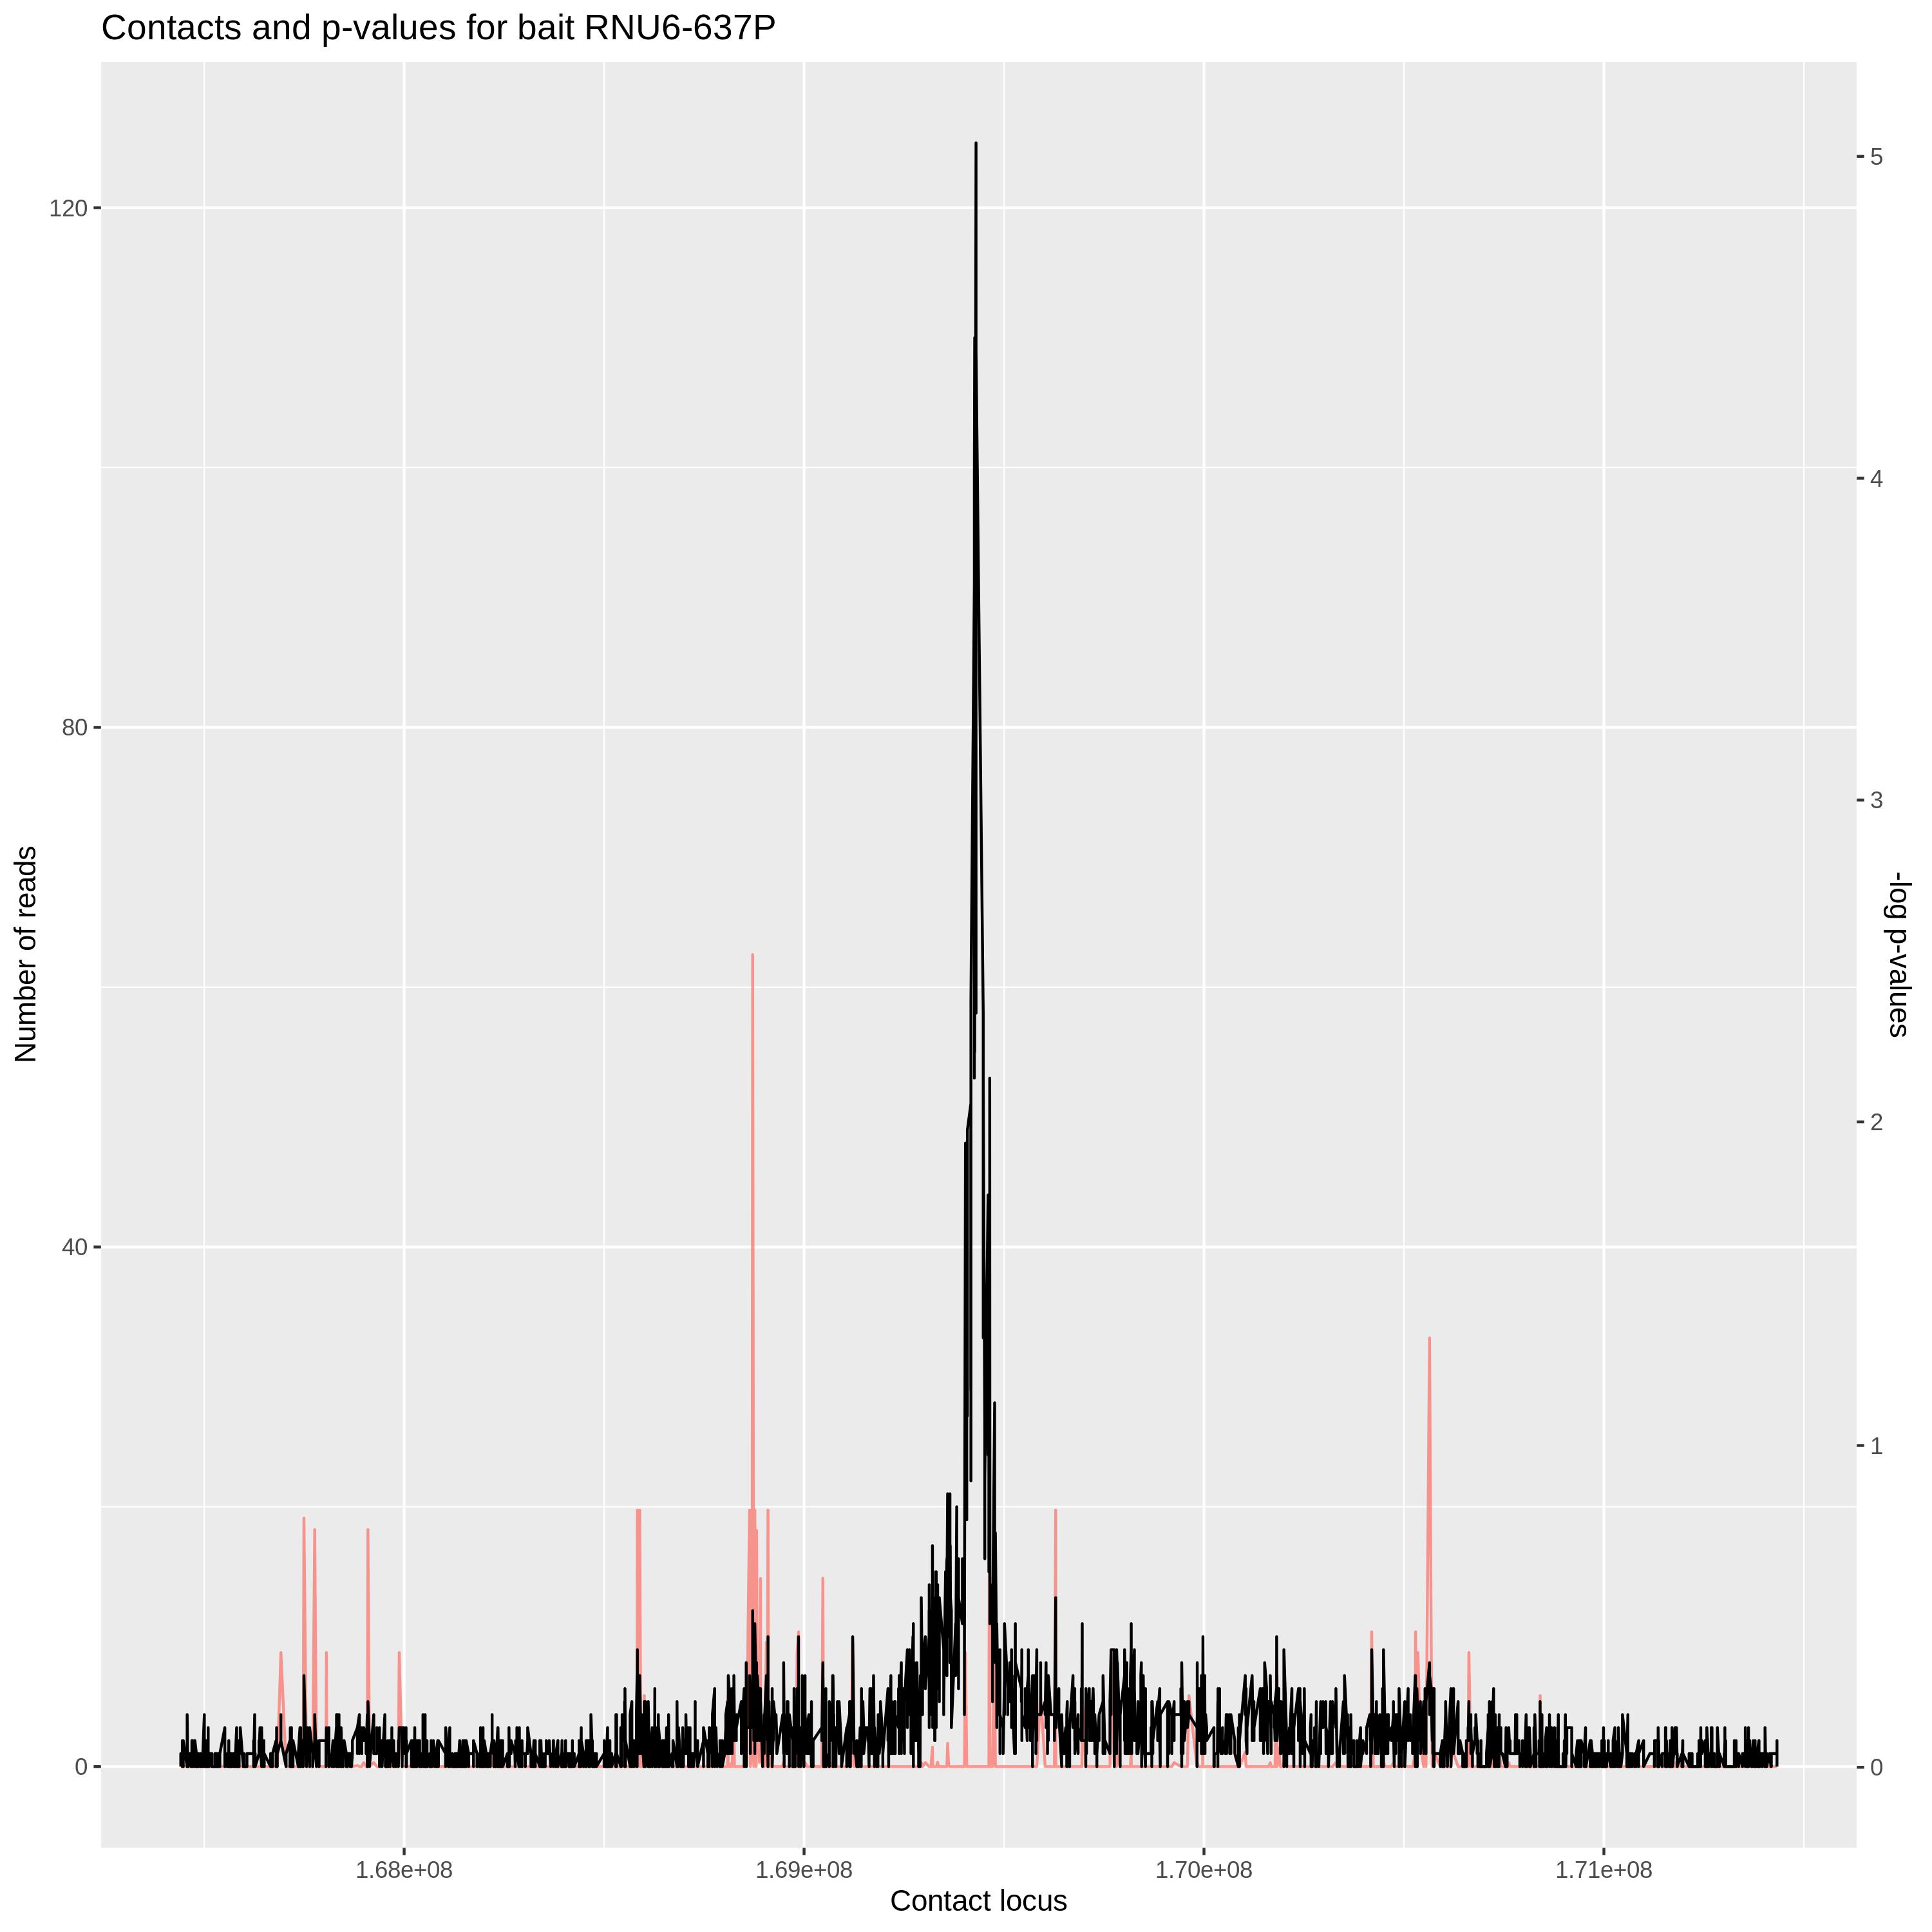 Contacts and p-values for bait RNU6-637P
120
80
40
0
Number of reads
5
4
3
2
1
0
-log p-values
1.68e+08
1.69e+08
1.70e+08
1.71e+08
Contact locus